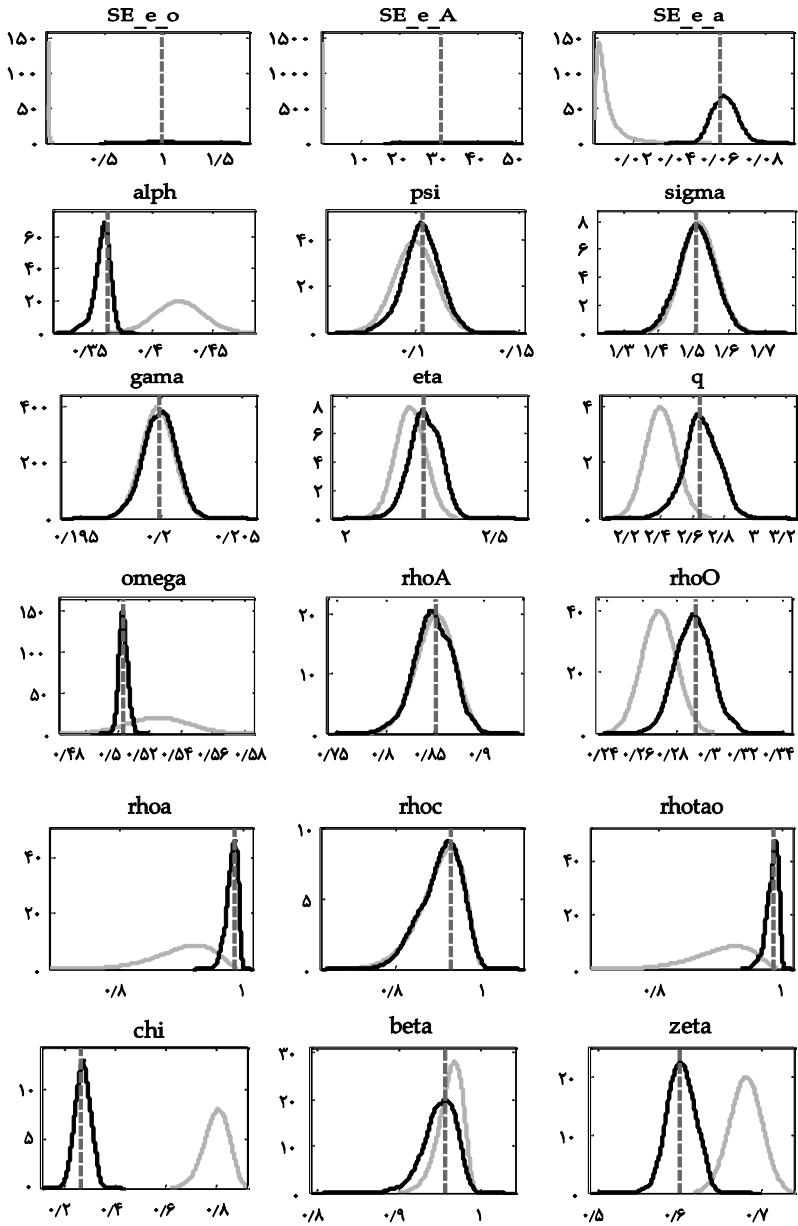 SE_e_o SE_e_A SE_e_a
۱۵۰ ۱۵۰۰ ۱۵۰
۱۰۰ ۱۰۰۰ ۱۰۰
۵۰ ۵۰۰ ۵۰
۰ ۰ ۰
۰/۵ ۱ ۱/۵ ۱۰ ۲۰ ۳۰ ۴۰ ۵۰ ۰/۰۲ ۰/۰۴ ۰/۰۶ ۰/۰۸
alph psi sigma
۶۰ ۴۰ ۸
۴۰ ۲۰ ۶
۲۰ ۰ ۴
۰ ۲
۰
۰/۳۵ ۰/۴ ۰/۴۵ ۰/۱ ۰/۱۵ ۱/۳ ۱/۴ ۱/۵ ۱/۶ ۱/۷
gama eta q
۴۰۰ ۸ ۴
۲۰۰ ۶ ۲
۰ ۴ ۰
۲
۰
۰/۱۹۵ ۰/۲ ۰/۲۰۵ ۲ ۲/۵ ۲/۲ ۲/۴ ۲/۶ ۲/۸ ۳ ۳/۲
omega rhoA rhoO
۱۵۰ ۲۰ ۴۰
۱۰۰ ۱۰ ۲۰
۵۰ ۰ ۰
۰
۰/۴۸ ۰/۵ ۰/۵۲ ۰/۵۴ ۰/۵۶ ۰/۵۸ ۰/۷۵ ۰/۸ ۰/۸۵ ۰/۹ ۰/۲۴ ۰/۲۶ ۰/۲۸ ۰/۳ ۰/۳۲ ۰/۳۴
rhoa rhoc rhotao
۴۰ ۱۰ ۴۰
۲۰ ۵ ۲۰
۰ ۰ ۰
۰/۸ ۱ ۰/۸ ۱ ۰/۸ ۱
chi beta zeta
۱۰ ۳۰ ۲۰
۵ ۲۰ ۱۰
۰ ۱۰ ۰
۰
۰/۲ ۰/۴ ۰/۶ ۰/۸ ۰/۸ ۰/۹ ۱ ۰/۵ ۰/۶ ۰/۷